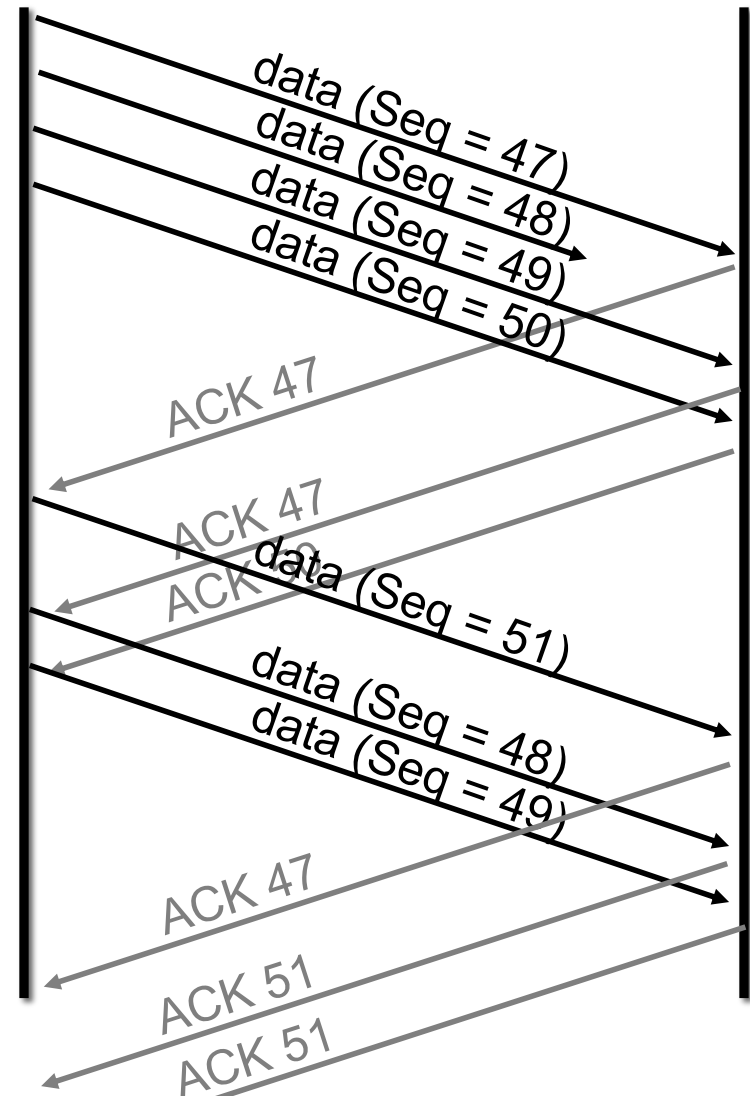 data (Seq = 47)
data (Seq = 48)
data (Seq = 49)
data (Seq = 50)
ACK 47
ACK 47
ACK
data (Seq = 51)
data (Seq = 48)
data (Seq = 49)
ACK 47
ACK 51
ACK 51